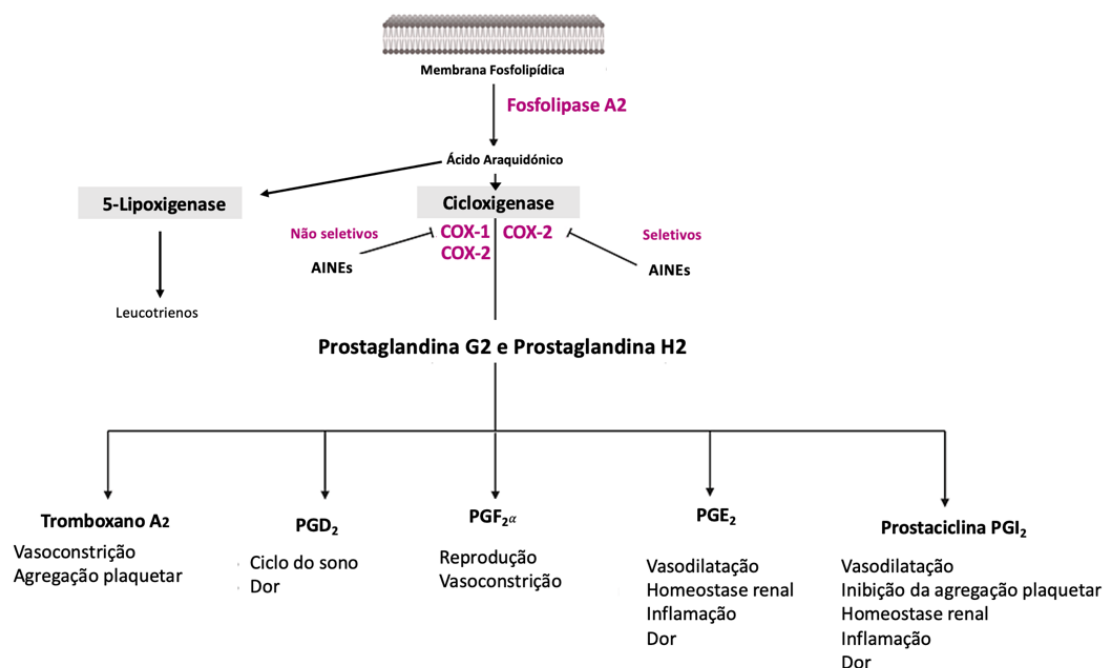 Membrana Fosfolipídica
Fosfolipase A2
Ácido Araquidónico
5-Lipoxigenase
Cicloxigenase
Não seletivos
COX-1
COX-2
COX-2
Seletivos
AINEs
AINEs
Leucotrienos
Prostaglandina G2 e Prostaglandina H2
Tromboxano A2
Vasoconstrição
Agregação plaquetar
PGD₂
Ciclo do sono
Dor
PGF₂α
Reprodução
Vasoconstrição
PGE₂
Vasodilatação
Homeostase renal
Inflamação
Dor
Prostaciclina PGI₂
Vasodilatação
Inibição da agregação plaquetar
Homeostase renal
Inflamação
Dor